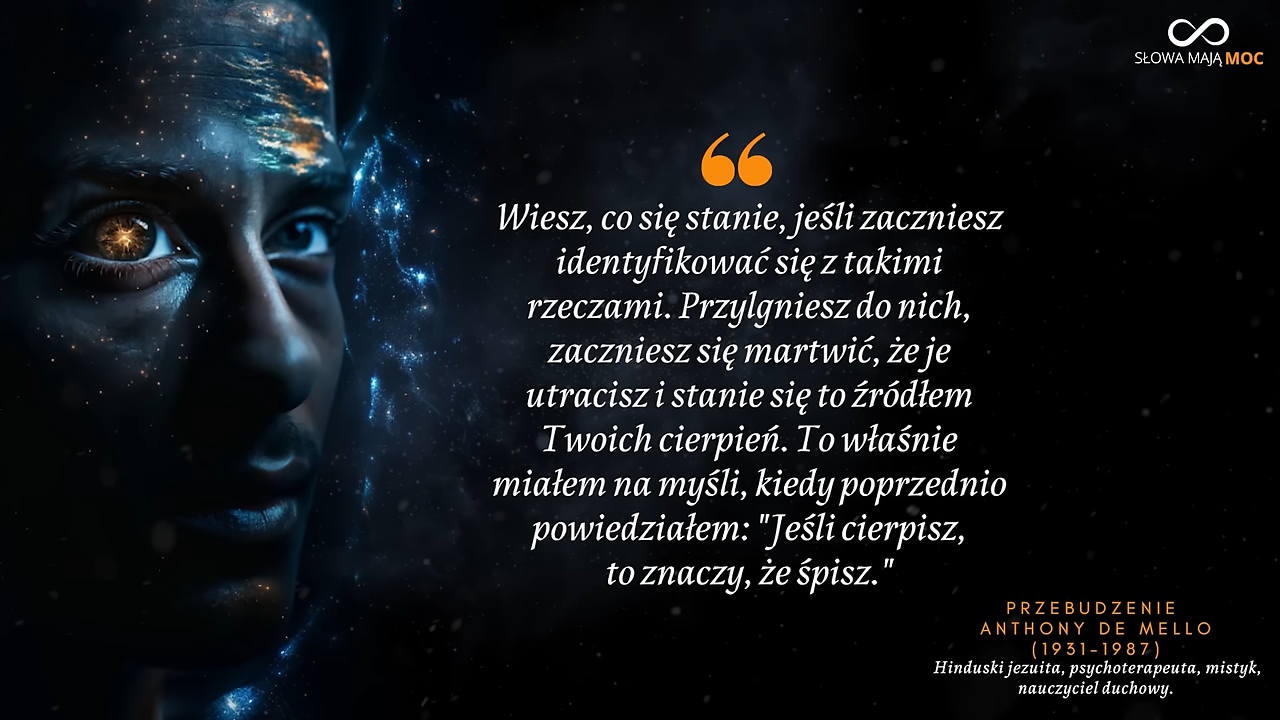 SŁOWA MAJĄ MOC
Wiesz, co się stanie, jeśli zaczniesz
identyfikować się z takimi
rzeczami. Przylgniesz do nich,
zaczniesz się martwić, że je
utracisz i stanie się to źródłem
Twoich cierpień. To właśnie
miałem na myśli, kiedy poprzednio
powiedziałem: "Jeśli cierpisz,
to znaczy, że śpisz."
PRZEBUDZENIE
ANTHONY DE MELLO
(1931-1987)
Hinduski jezuita, psychoterapeuta, mistyk,
nauczyciel duchowy.